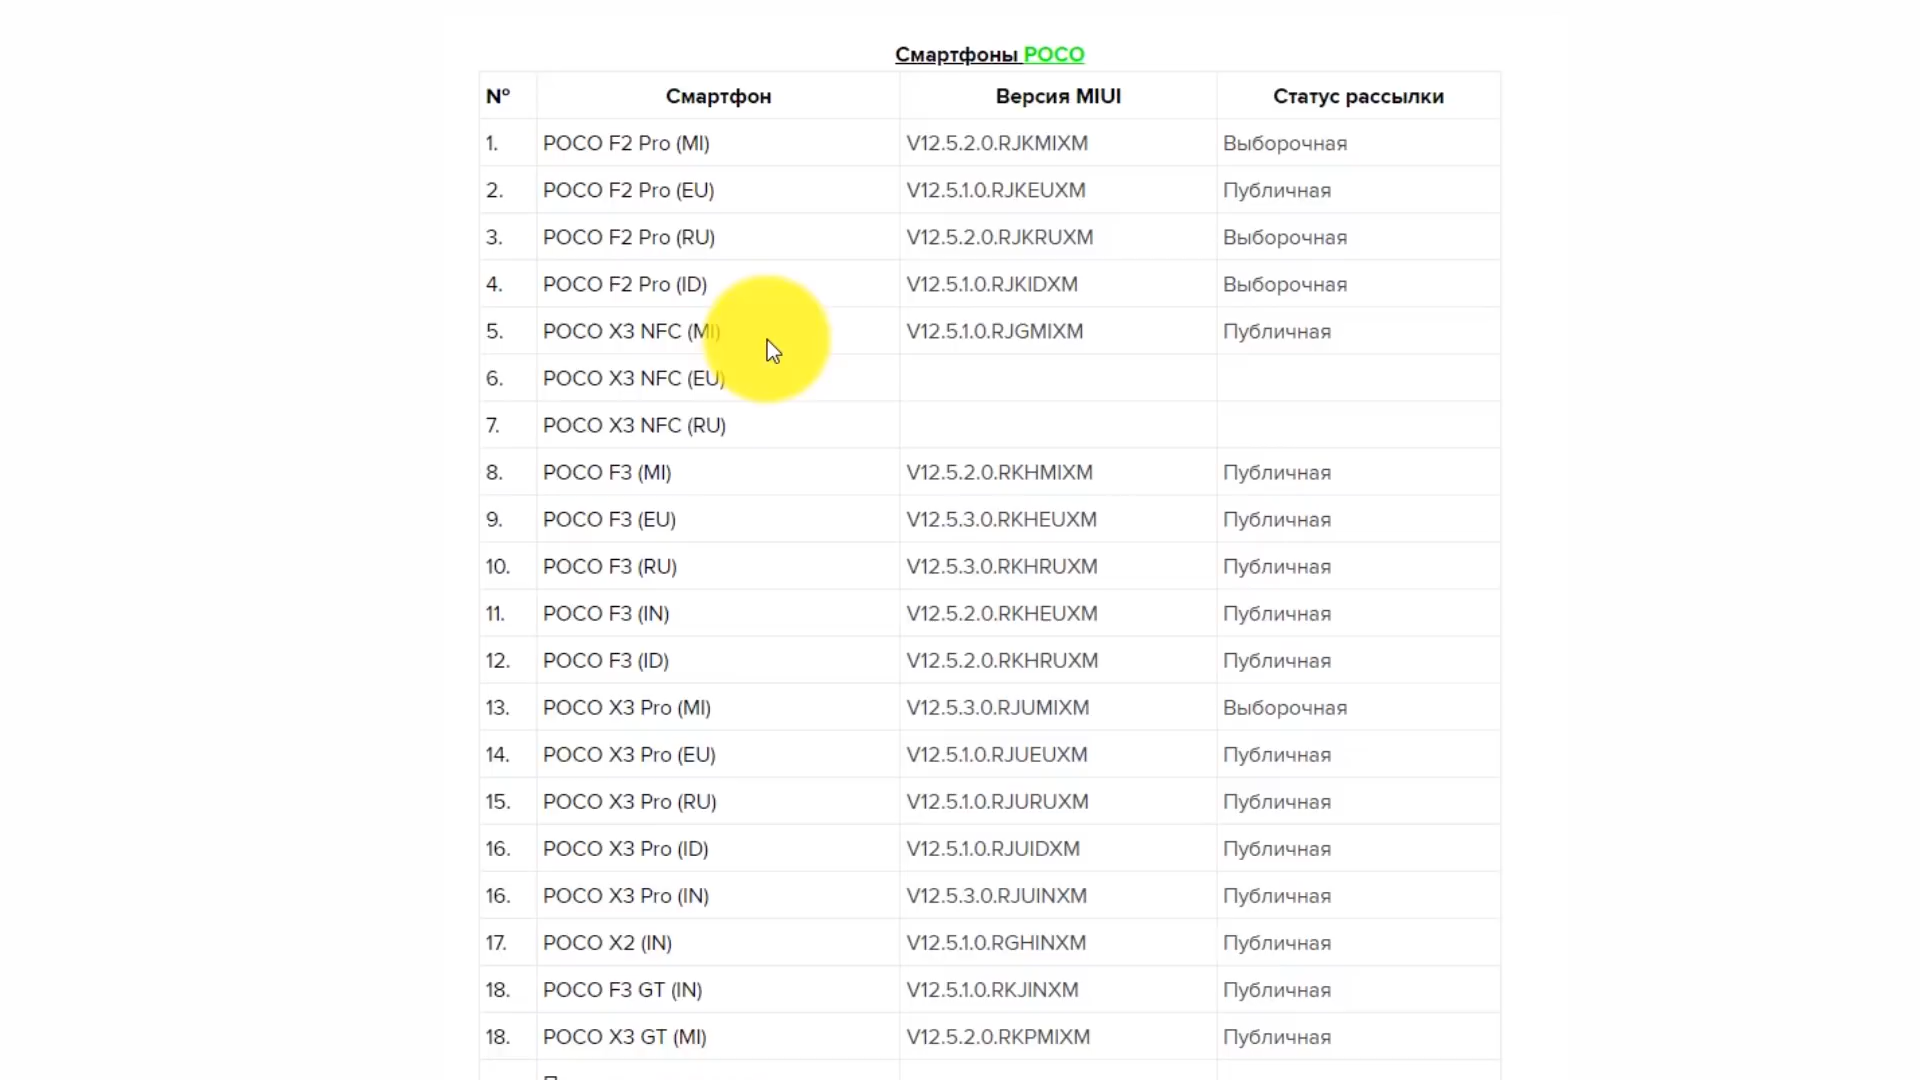 Смартфоны POCO
№ Смартфон Версия MIUI Статус рассылки
1. POCO F2 Pro (MI) V12.5.2.0.RJKMIXM Выборочная
2. POCO F2 Pro (EU) V12.5.1.0.RJKEUXM Публичная
3. POCO F2 Pro (RU) V12.5.2.0.RJKRUXM Выборочная
4. POCO F2 Pro (ID) V12.5.1.0.RJKIDXM Выборочная
5. POCO X3 NFC (MI) V12.5.1.0.RJGMIXM Публичная
6. POCO X3 NFC (EU)
7. POCO X3 NFC (RU)
8. POCO F3 (MI) V12.5.2.0.RKHMIXM Публичная
9. POCO F3 (EU) V12.5.3.0.RKHEUXM Публичная
10. POCO F3 (RU) V12.5.3.0.RKHRUXM Публичная
11. POCO F3 (IN) V12.5.2.0.RKHEUXM Публичная
12. POCO F3 (ID) V12.5.2.0.RKHRUXM Публичная
13. POCO X3 Pro (MI) V12.5.3.0.RJUMIXM Выборочная
14. POCO X3 Pro (EU) V12.5.1.0.RJUEUXM Публичная
15. POCO X3 Pro (RU) V12.5.1.0.RJURUXM Публичная
16. POCO X3 Pro (ID) V12.5.1.0.RJUIDXM Публичная
16. POCO X3 Pro (IN) V12.5.3.0.RJUINXM Публичная
17. POCO X2 (IN) V12.5.1.0.RGHINXM Публичная
18. POCO F3 GT (IN) V12.5.1.0.RKJINXM Публичная
18. POCO X3 GT (MI) V12.5.2.0.RKPMIXM Публичная